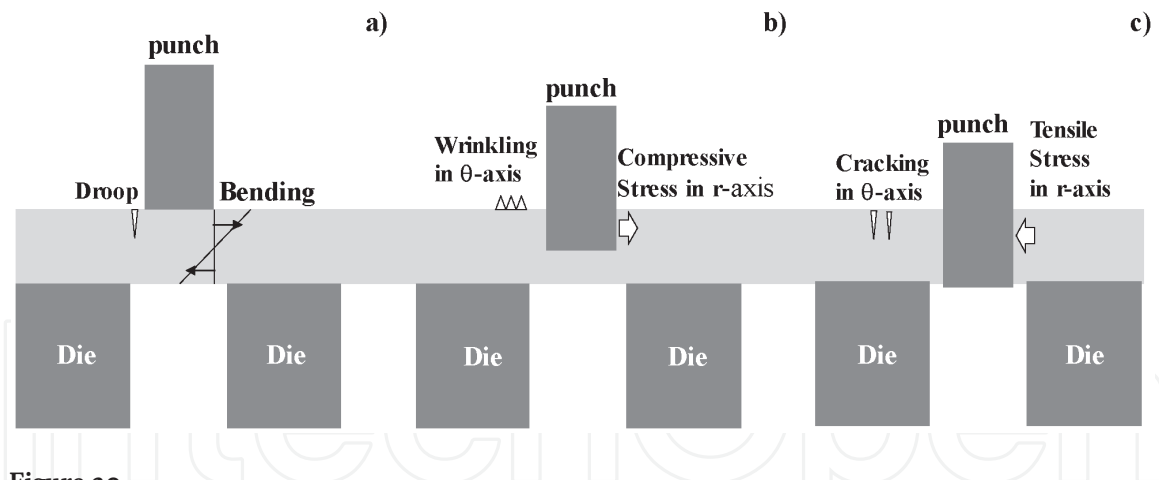 a)
punch
Droop
Bending
Die
Die
b)
punch
Wrinkling
in θ-axis
Compressive
Stress in r-axis
Die
Die
c)
punch
Cracking
in θ-axis
Tensile
Stress
in r-axis
Die
Die